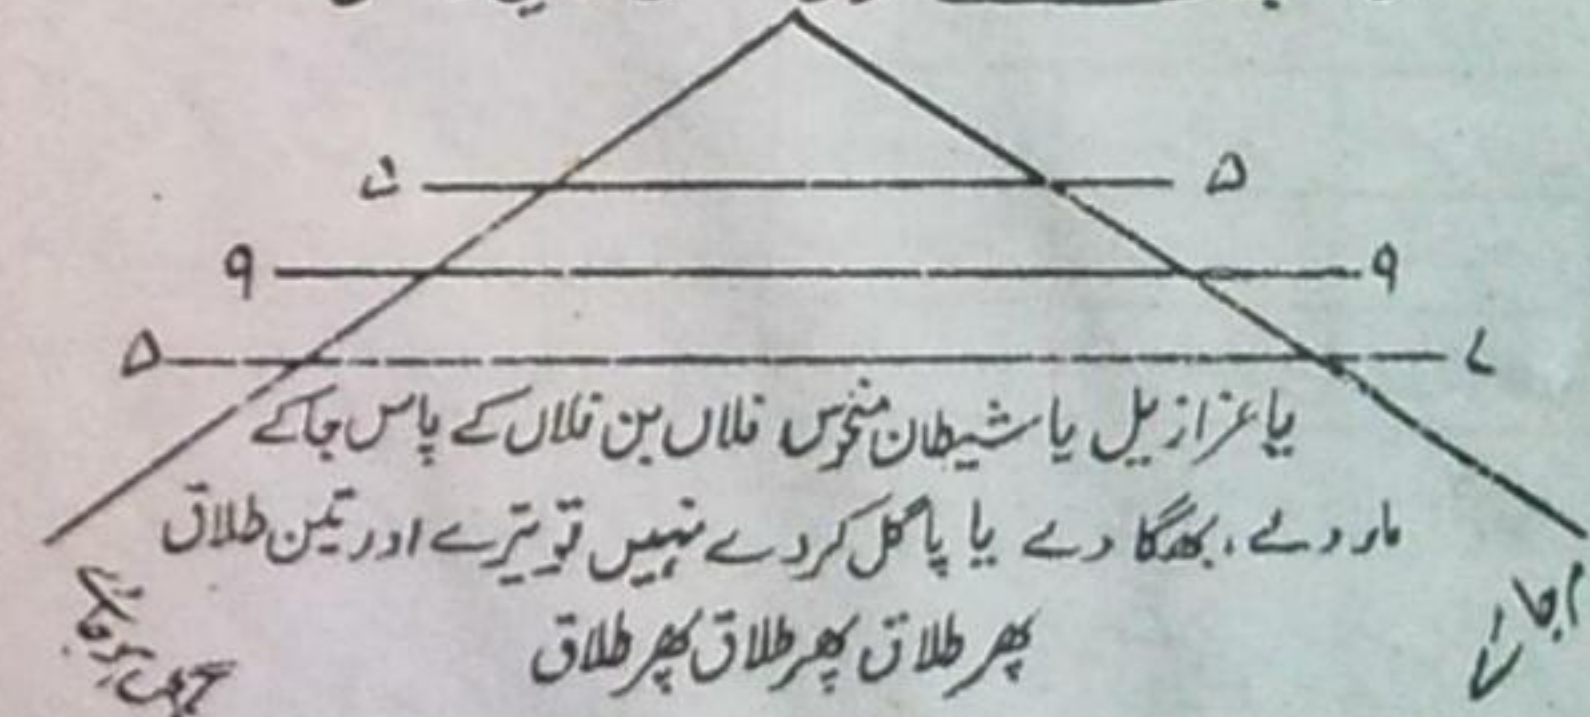 ۵ ۵
۹ ۹
۵ ۷
یا عزازیل یا شیطان منحوس فلاں بن فلاں کے پاس جا کے
مار دے، بھگا دے یا پاگل کر دے نہیں تو تیرے اور تین طلاق
پھر طلاق پھر طلاق پھر طلاق